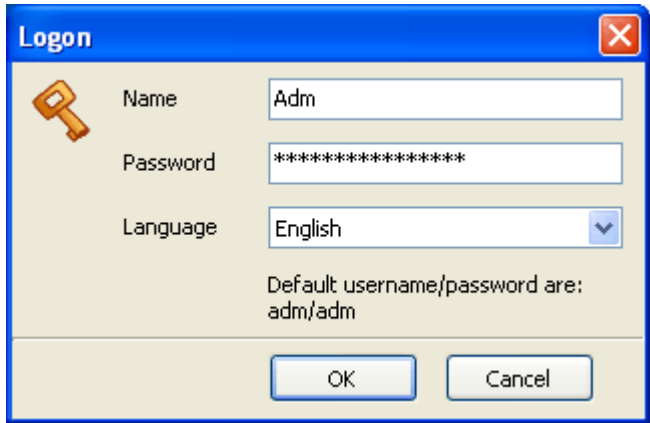 Logon
Name Adm
Password ****************
Language English
Default username/password are:
adm/adm
OK Cancel